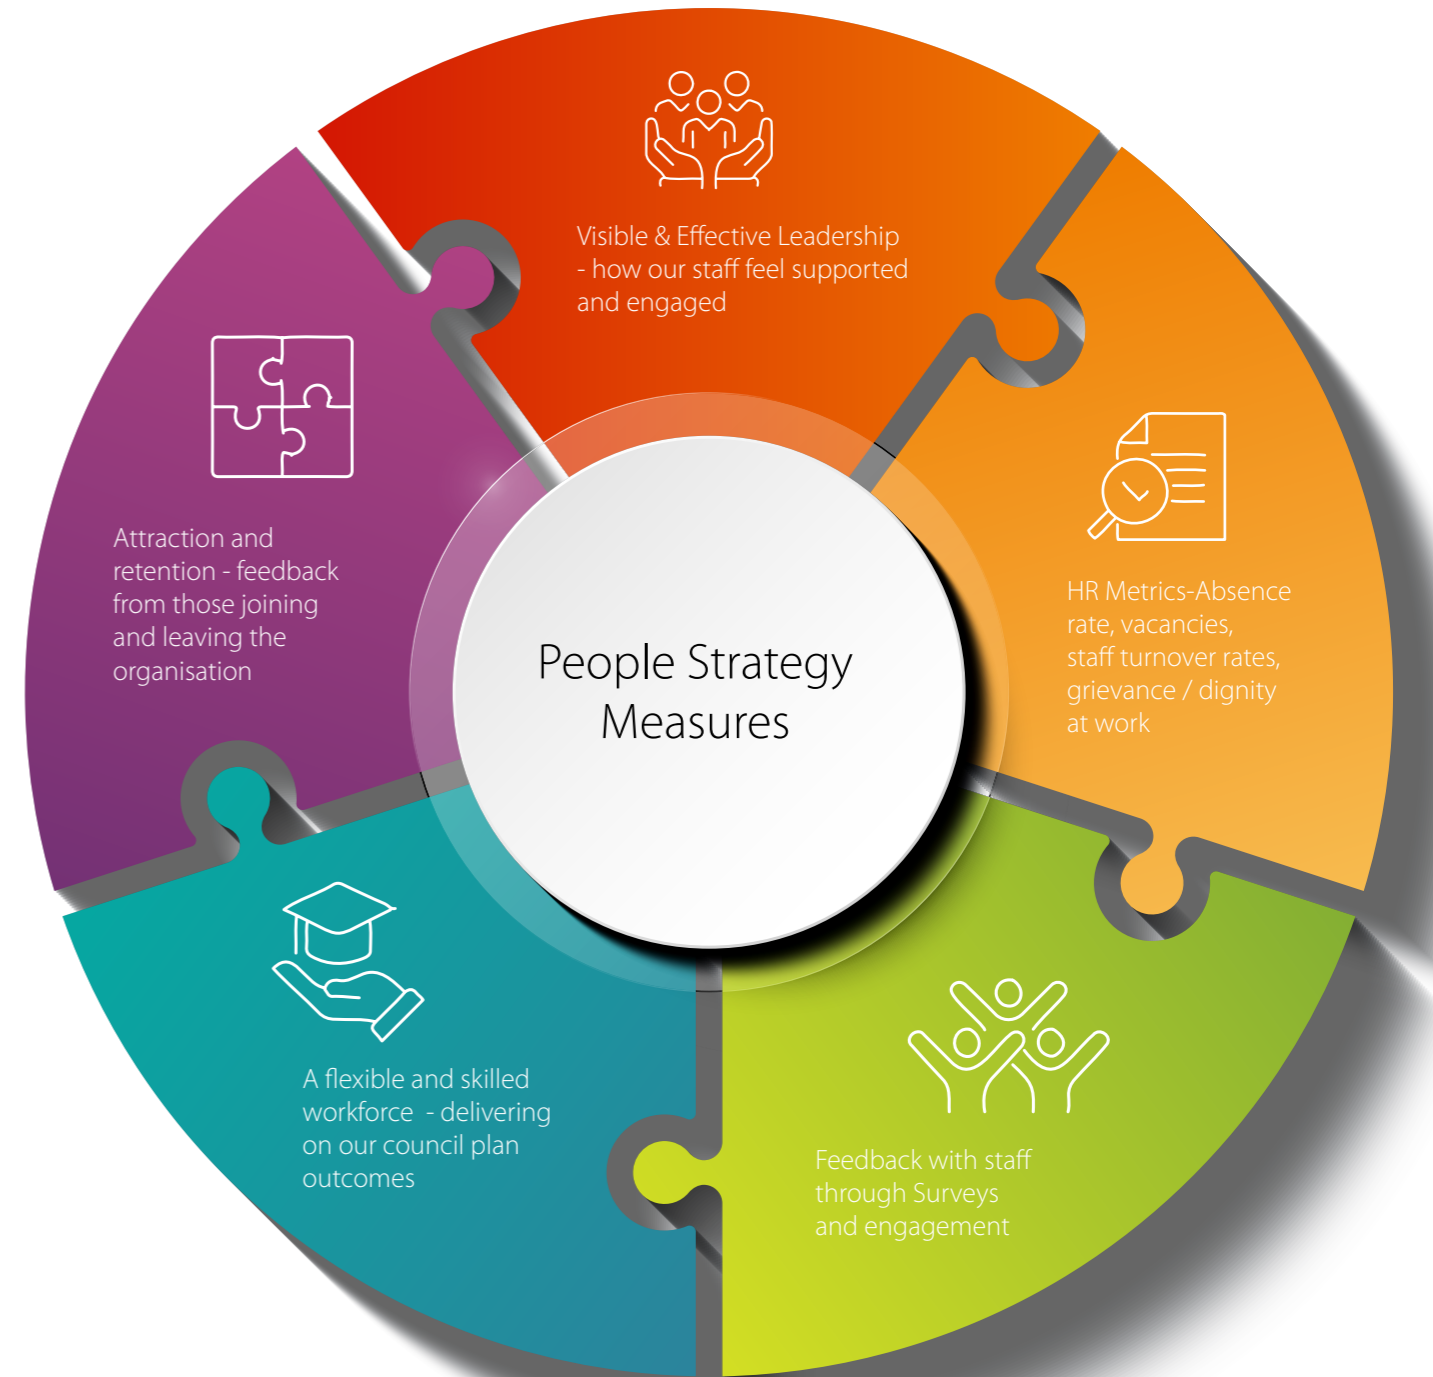 Visible & Effective Leadership
- how our staff feel supported
and engaged
HR Metrics-Absence
rate, vacancies,
staff turnover rates,
grievance / dignity
at work
Feedback with staff
through Surveys
and engagement
A flexible and skilled
workforce - delivering
on our council plan
outcomes
Attraction and
retention - feedback
from those joining
and leaving the
organisation
People Strategy
Measures